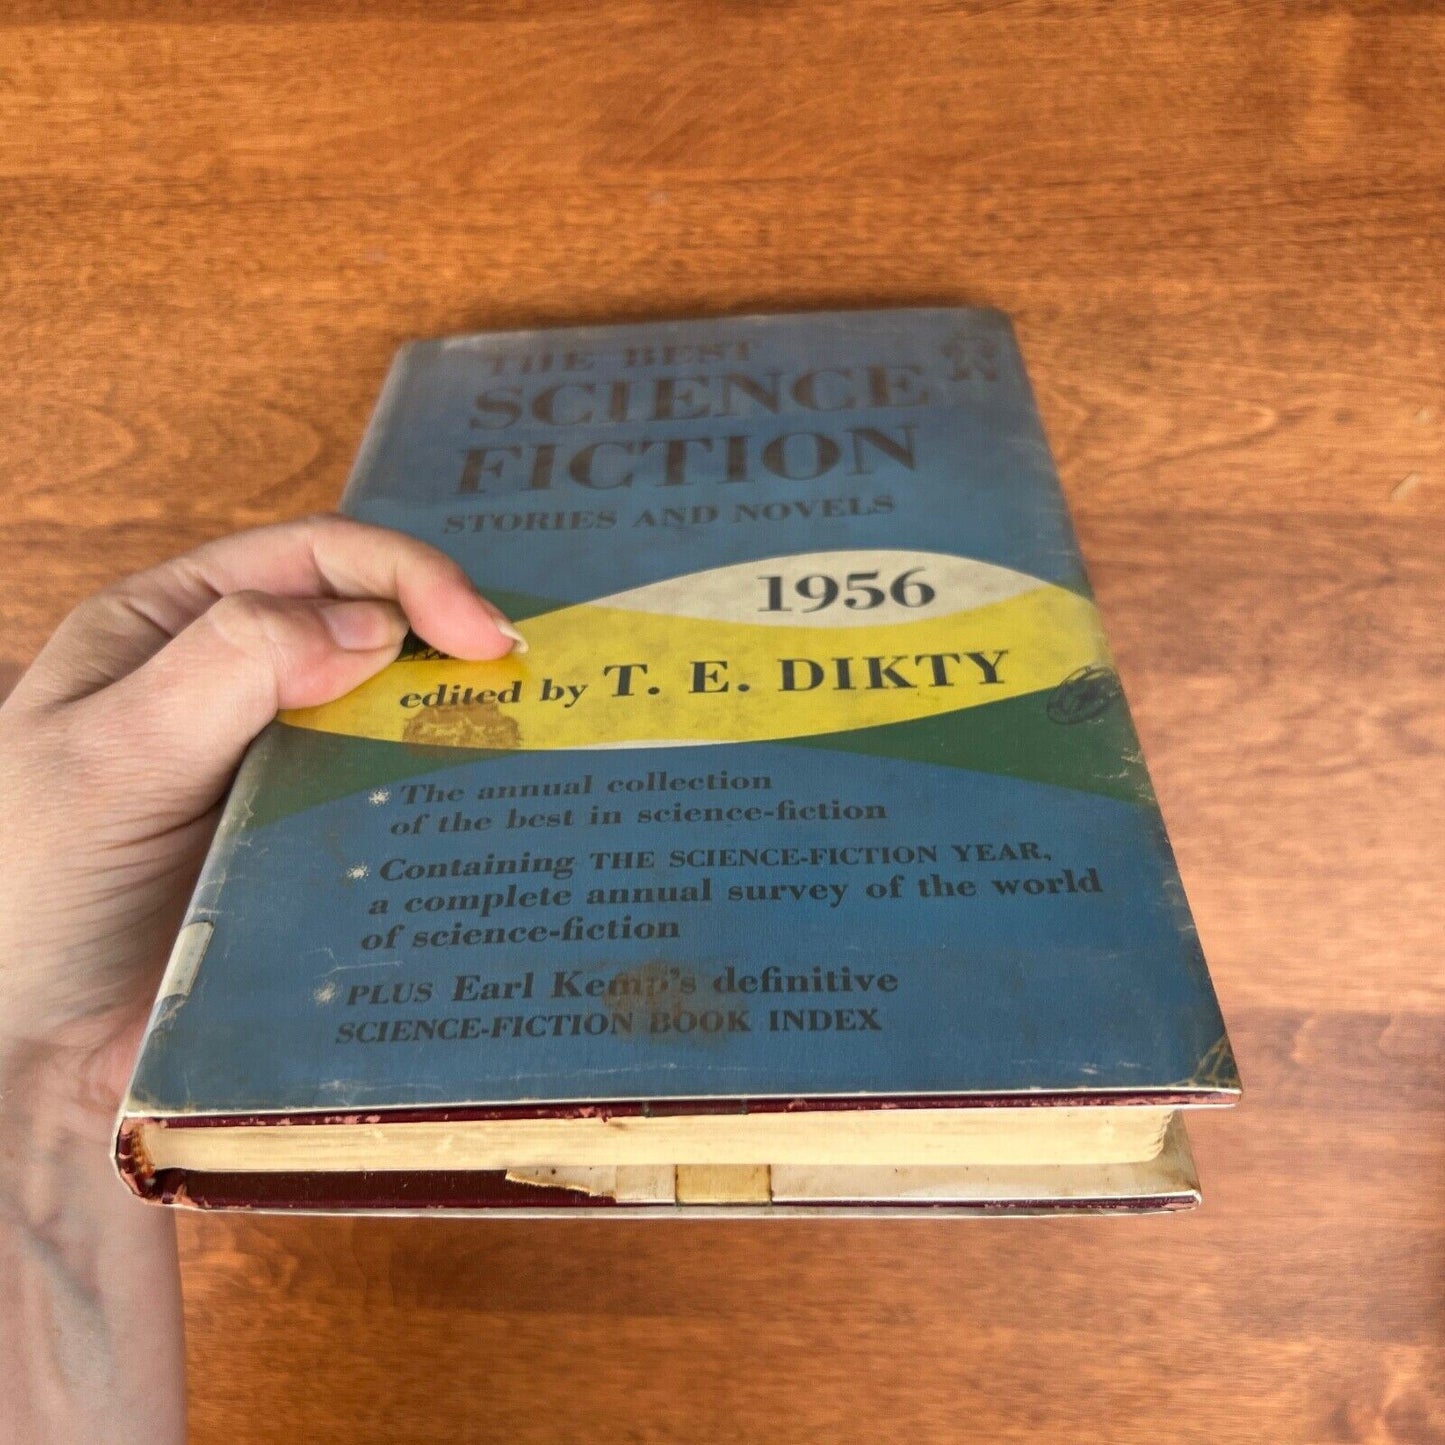 THE BEST
SCIENCE
FICTION
STORIES AND NOVELS
1956
edited by T. E. DIKTY
The annual collection
of the best in science-fiction
Containing THE SCIENCE-FICTION YEAR,
a complete annual survey of the world
of science-fiction
PLUS Earl Kemp's definitive
SCIENCE-FICTION BOOK INDEX